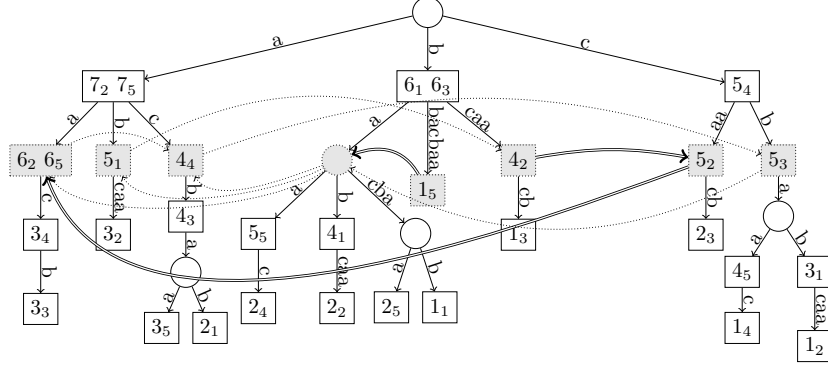 a b c
7₂ 7₅ 6₁ 6₃ 5₄
a b c a bacbaa caa aa b
6₂ 6₅ 5₁ 4₄ 1₅ 4₂ 5₂ 5₃
c caa b a b cba cb cb a
3₄ 3₂ 4₃ 5₅ 4₁ 1₃ 2₃
b a c caa a b a b
4₅ 3₁
3₃ a b 2₄ 2₂ 2₅ 1₁ c caa
3₅ 2₁ 1₄ 1₂